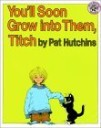 You'll Soon
Grow Into Them,
Titch
by Pat Hutchins